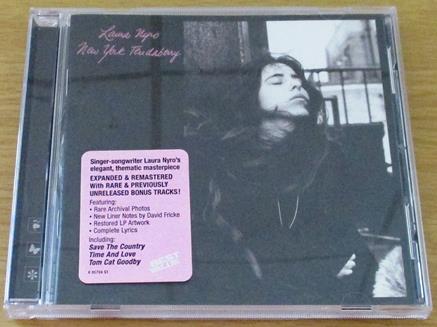 Laura Nyro
New York Tendaberry
Singer-songwriter Laura Nyro's
elegant, thematic masterpiece
EXPANDED & REMASTERED
With RARE & PREVIOUSLY
UNRELEASED BONUS TRACKS!
Featuring:
• Rare Archival Photos
• New Liner Notes by David Fricke
• Restored LP Artwork
• Complete Lyrics
Including:
Save The Country
Time And Love
Tom Cat Goodby
BEST
VALUE